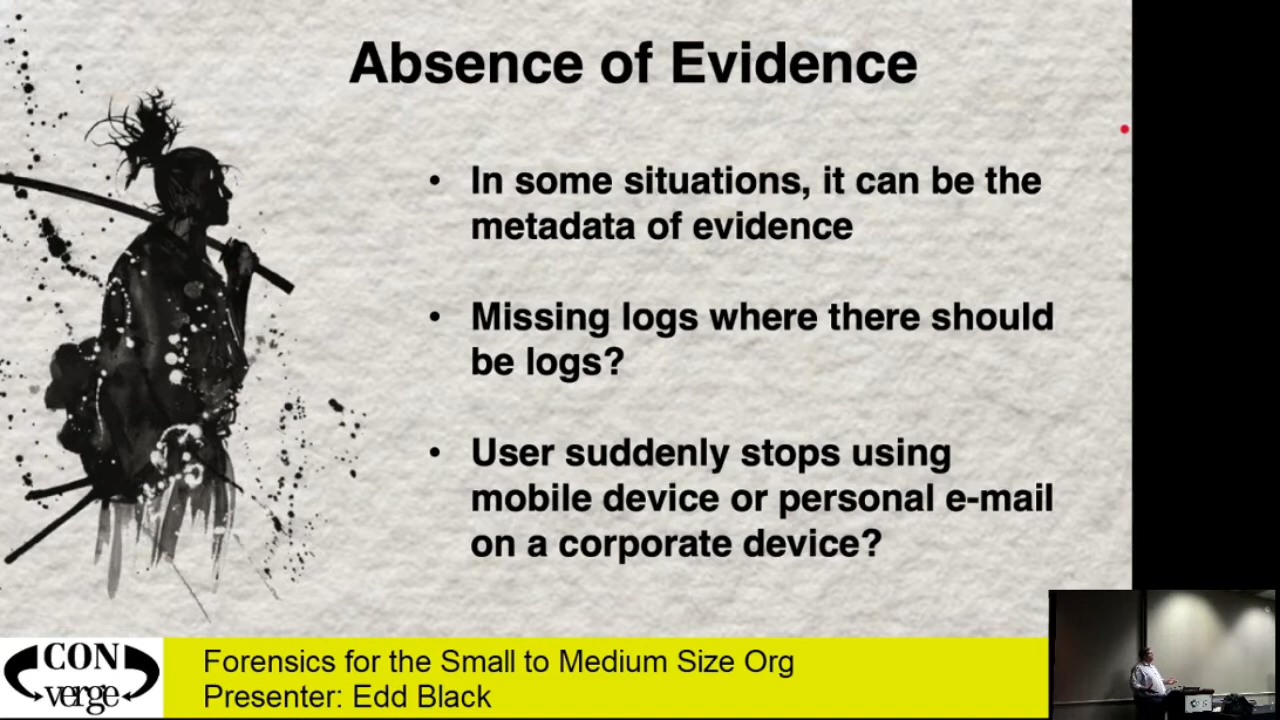 Absence of Evidence
• In some situations, it can be the
metadata of evidence
• Missing logs where there should
be logs?
• User suddenly stops using
mobile device or personal e-mail
on a corporate device?
CON
verge
Forensics for the Small to Medium Size Org
Presenter: Edd Black